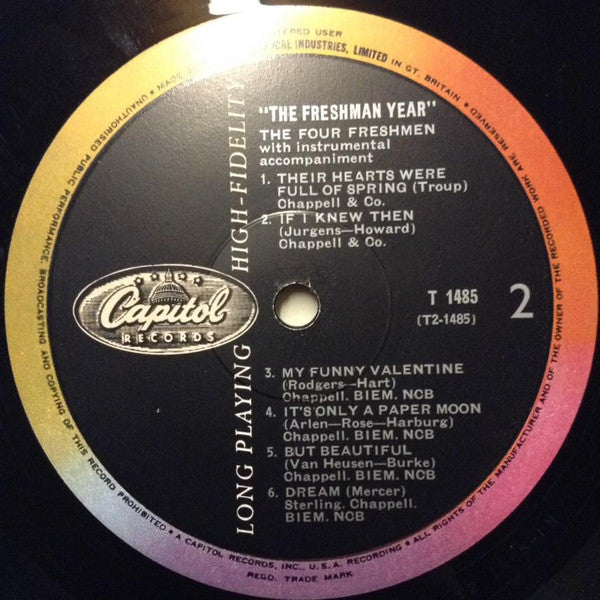 "THE FRESHMAN YEAR"
THE FOUR FRESHMEN
with instrumental
accompaniment
1. THEIR HEARTS WERE
FULL OF SPRING (Troup)
Chappell & Co.
2. IF I KNEW THEN
(Jurgens—Howard)
Chappell & Co.
Capitol
RECORDS
LONG PLAYING HIGH-FIDELITY
T 1485
(T2-1485)
2
3. MY FUNNY VALENTINE
(Rodgers—Hart)
Chappell. BIEM. NCB
4. IT'S ONLY A PAPER MOON
(Arlen—Rose—Harburg)
Chappell. BIEM. NCB
5. BUT BEAUTIFUL
(Van Heusen—Burke)
Chappell. BIEM. NCB
6. DREAM (Mercer)
Sterling. Chappell.
BIEM. NCB
INDUSTRIES, LIMITED IN GT. BRITAIN •
ALL RIGHTS OF THE MANUFACTURER AND OF THE OWNER OF THE RECORDED WORK ARE RESERVED
UNAUTHORISED PUBLIC PERFORMANCE, BROADCASTING AND COPYING OF THIS RECORD PROHIBITED •
• A CAPITOL RECORDS, INC., U.S.A. RECORDING •
REGD. TRADE MARK
USER
MADE